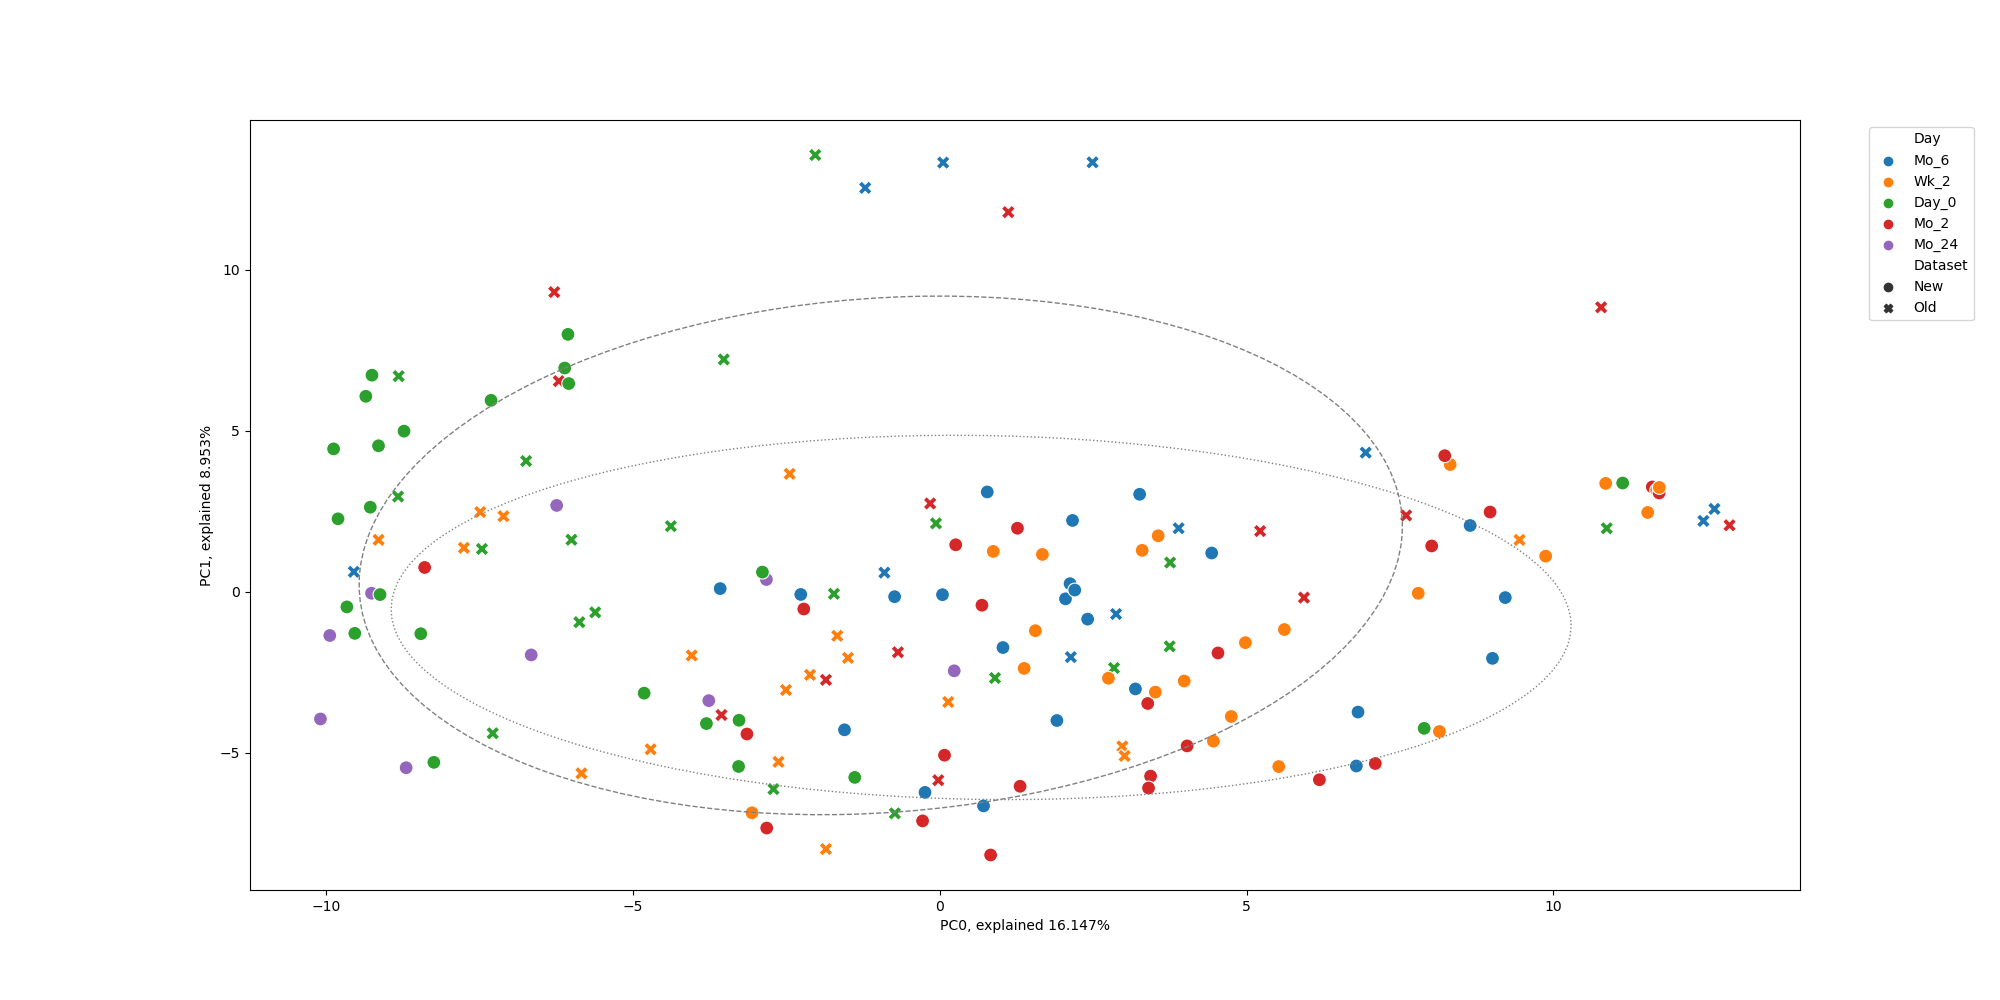 Day
Mo_6
Wk_2
Day_0
Mo_2
Mo_24
Dataset
New
Old
10
5
0
−5
PC1, explained 8.953%
−10
−5
0
5
10
PC0, explained 16.147%